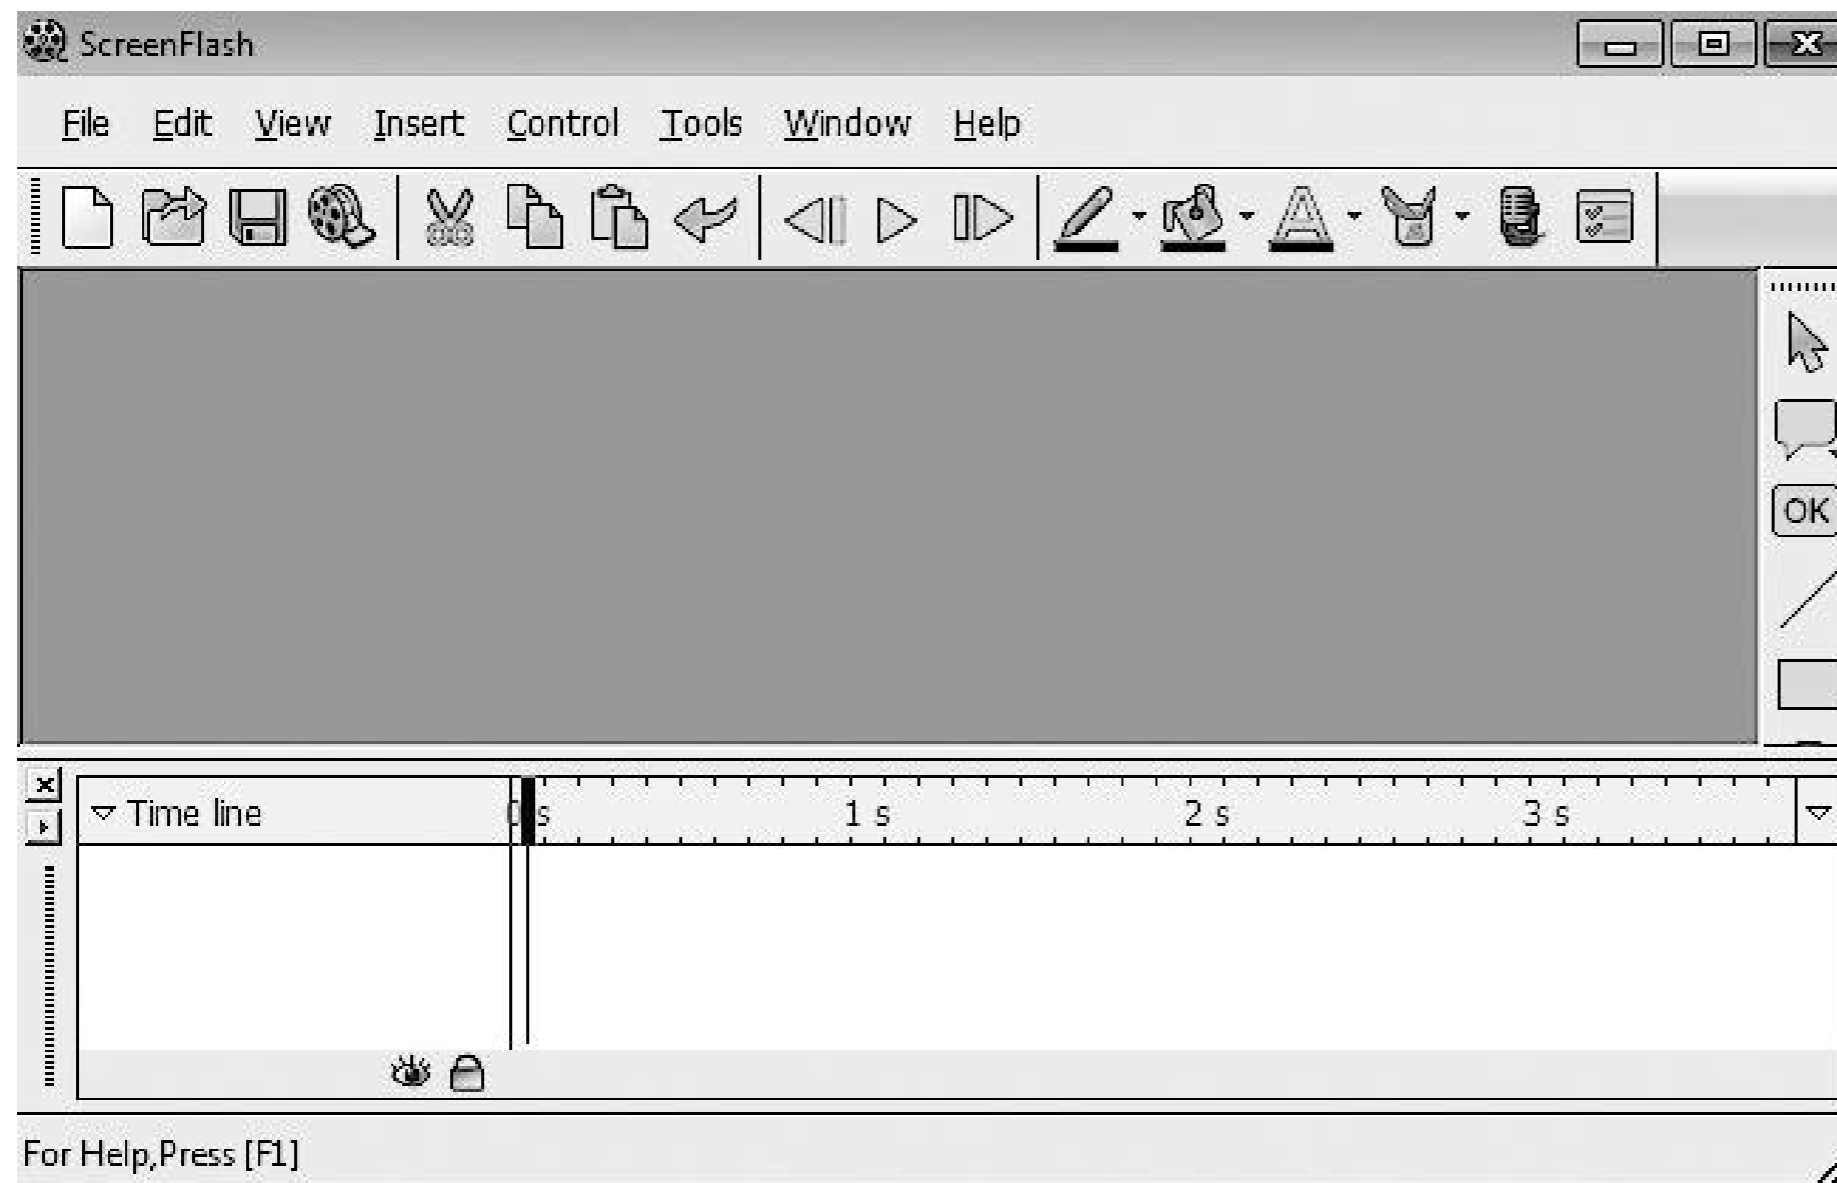 ScreenFlash
File Edit View Insert Control Tools Window Help
A
OK
Time line 0 s 1 s 2 s 3 s
For Help,Press [F1]